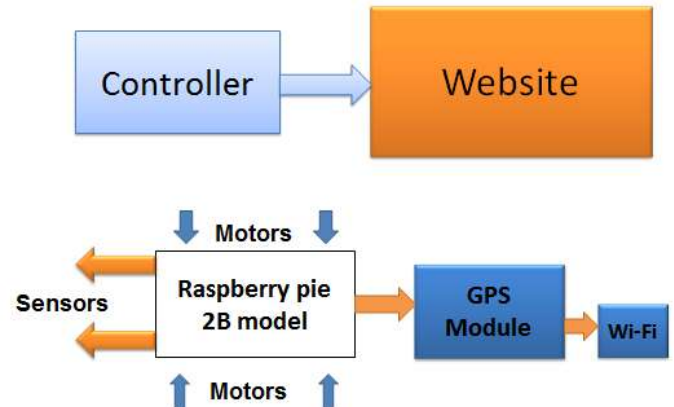 Controller
Website
Motors
Sensors
Raspberry pie
2B model
GPS
Module
Wi-Fi
Motors